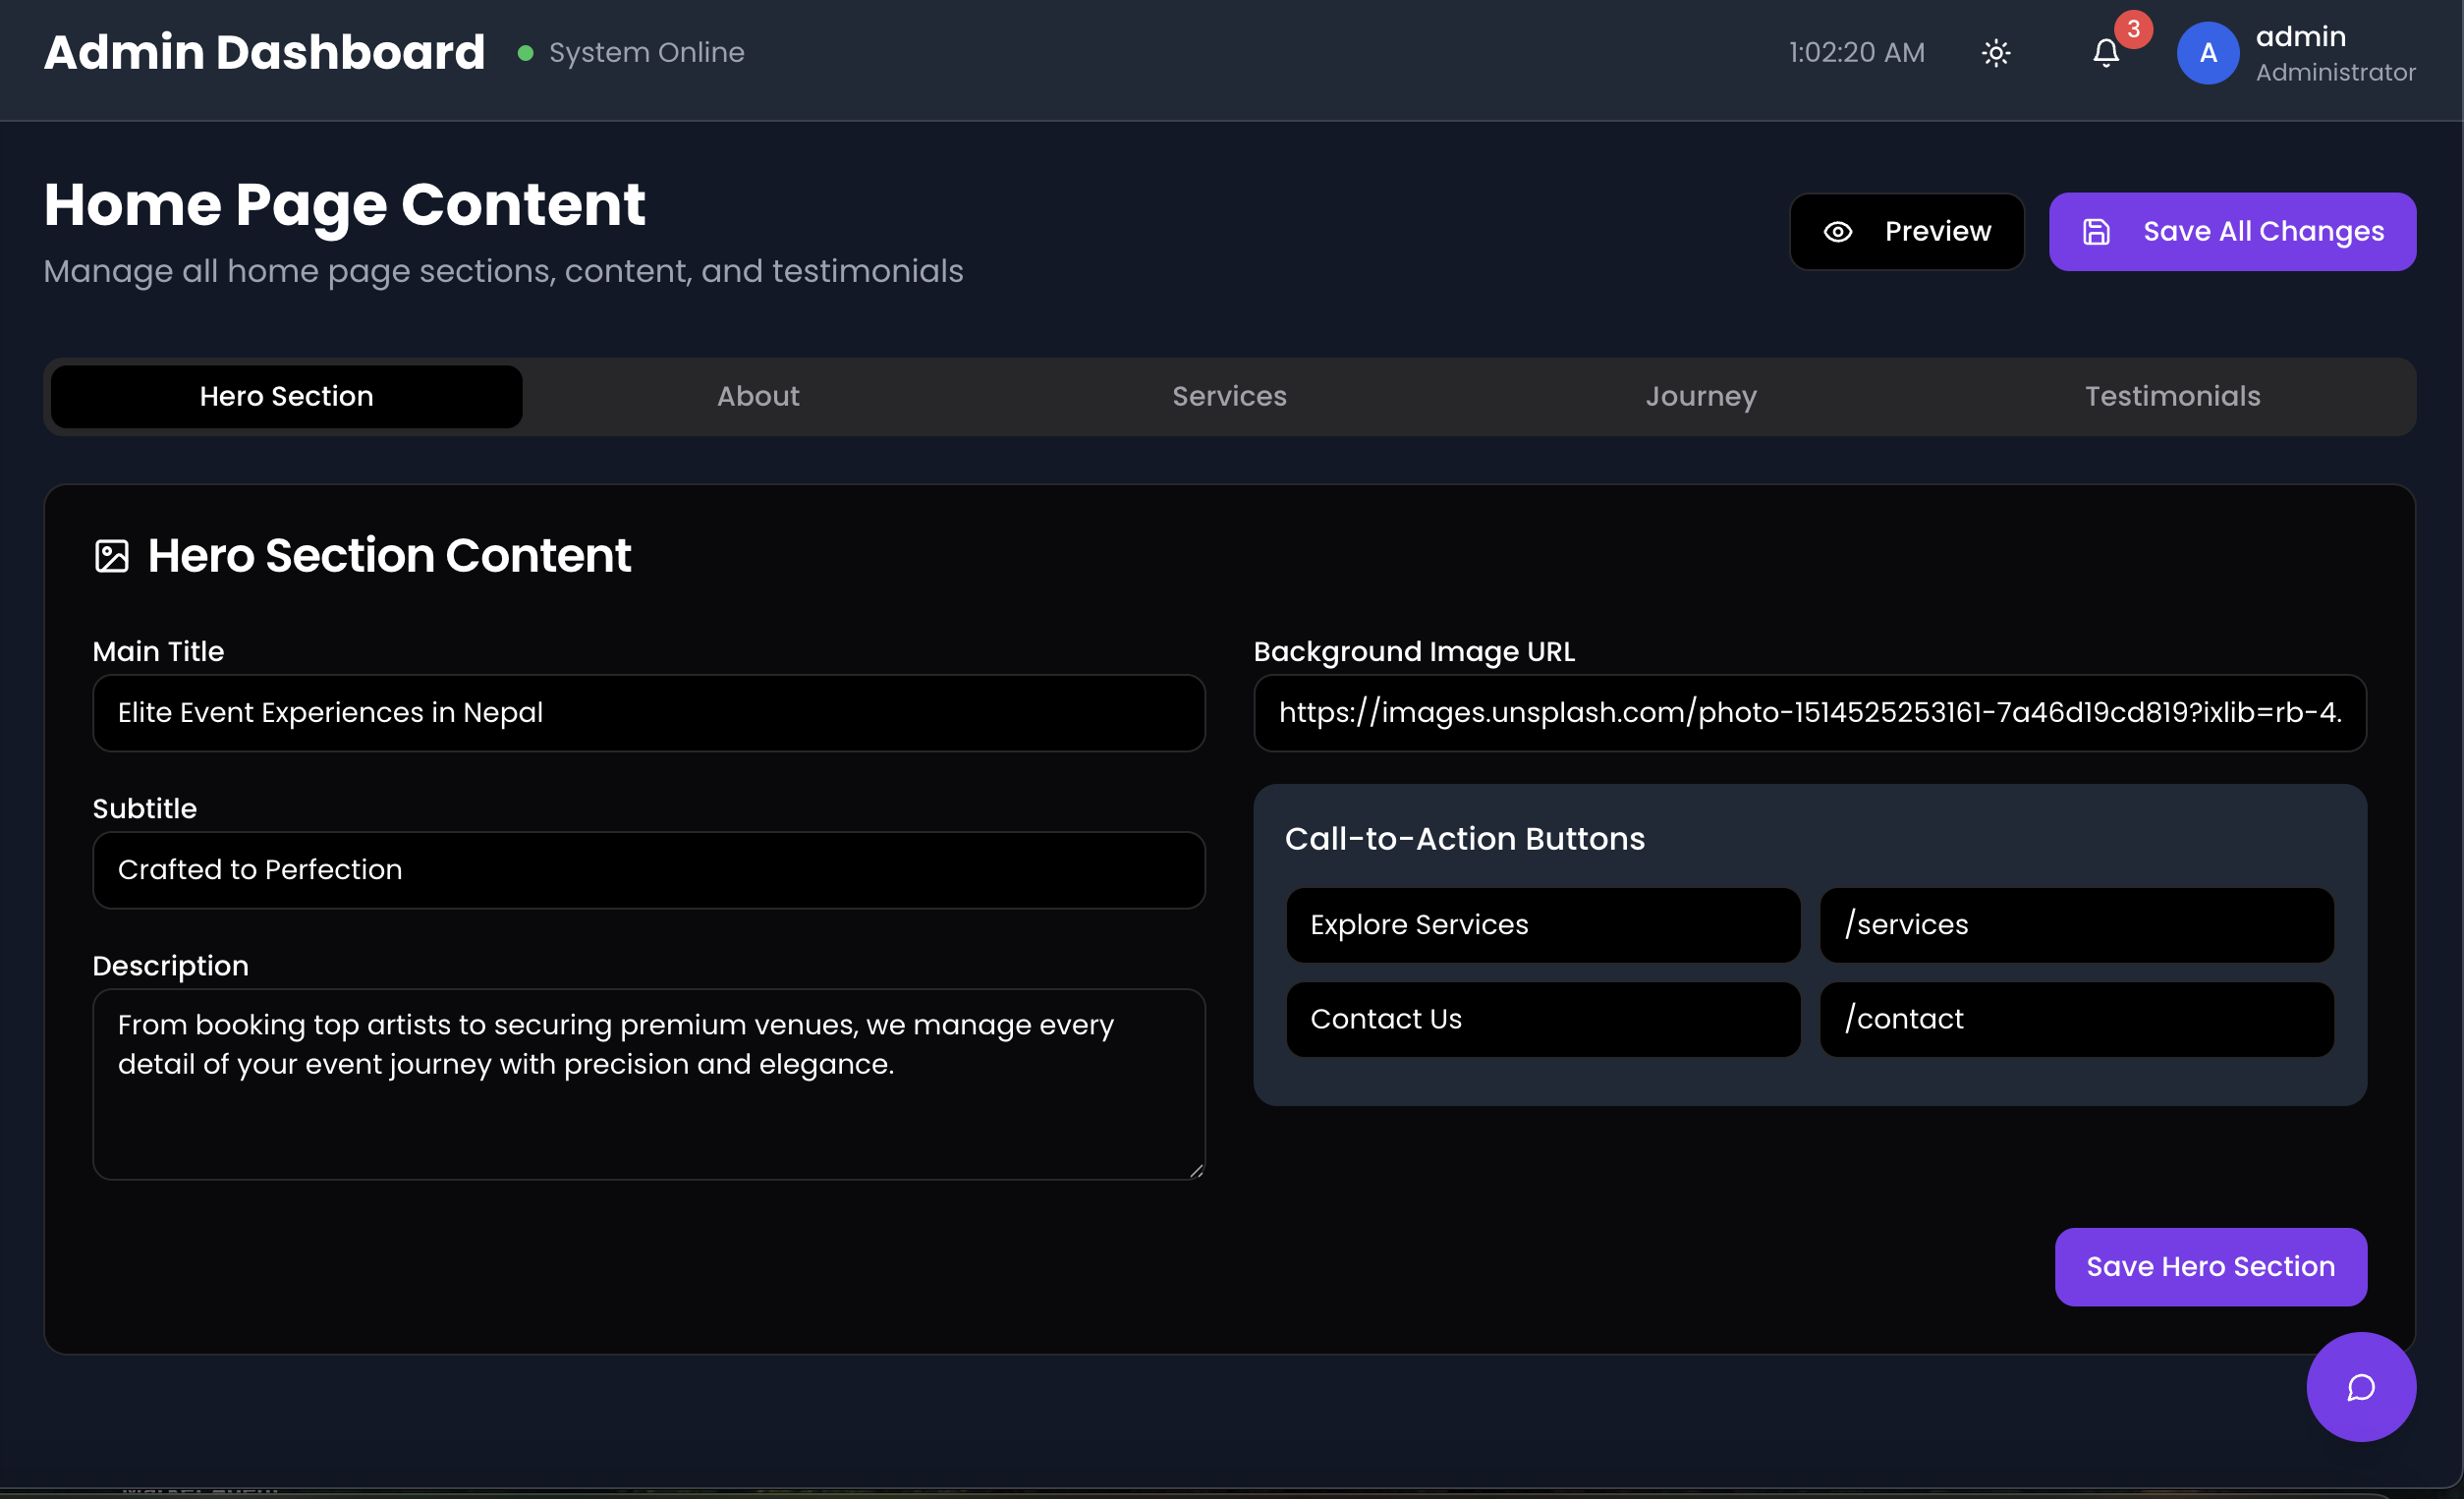 Admin Dashboard
System Online
1:02:20 AM
3
A
admin
Administrator
Home Page Content
Manage all home page sections, content, and testimonials
Preview
Save All Changes
Hero Section
About
Services
Journey
Testimonials
Hero Section Content
Main Title
Elite Event Experiences in Nepal
Subtitle
Crafted to Perfection
Description
From booking top artists to securing premium venues, we manage every
detail of your event journey with precision and elegance.
Background Image URL
https://images.unsplash.com/photo-1514525253161-7a46d19cd819?ixlib=rb-4.
Call-to-Action Buttons
Explore Services
/services
Contact Us
/contact
Save Hero Section